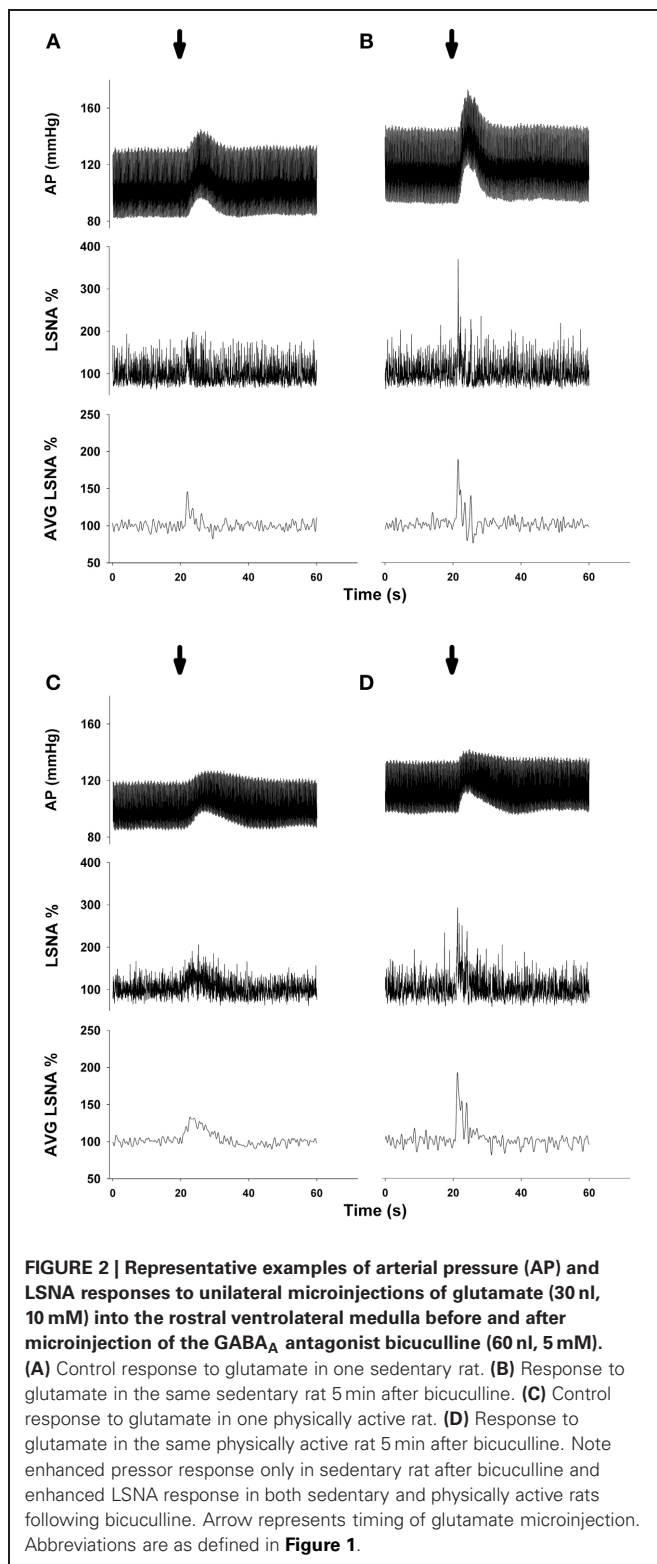 A
B
AP (mmHg)
160
120
80
LSNA %
400
300
200
100
AVG LSNA %
250
200
150
100
50
0 20 40 60
0 20 40 60
Time (s)
C
D
AP (mmHg)
160
120
80
LSNA %
400
300
200
100
AVG LSNA %
250
200
150
100
50
0 20 40 60
0 20 40 60
Time (s)
FIGURE 2 | Representative examples of arterial pressure (AP) and
LSNA responses to unilateral microinjections of glutamate (30 nl,
10 mM) into the rostral ventrolateral medulla before and after
microinjection of the GABAA antagonist bicuculline (60 nl, 5 mM).
(A) Control response to glutamate in one sedentary rat. (B) Response to
glutamate in the same sedentary rat 5 min after bicuculline. (C) Control
response to glutamate in one physically active rat. (D) Response to
glutamate in the same physically active rat 5 min after bicuculline. Note
enhanced pressor response only in sedentary rat after bicuculline and
enhanced LSNA response in both sedentary and physically active rats
following bicuculline. Arrow represents timing of glutamate microinjection.
Abbreviations are as defined in Figure 1.